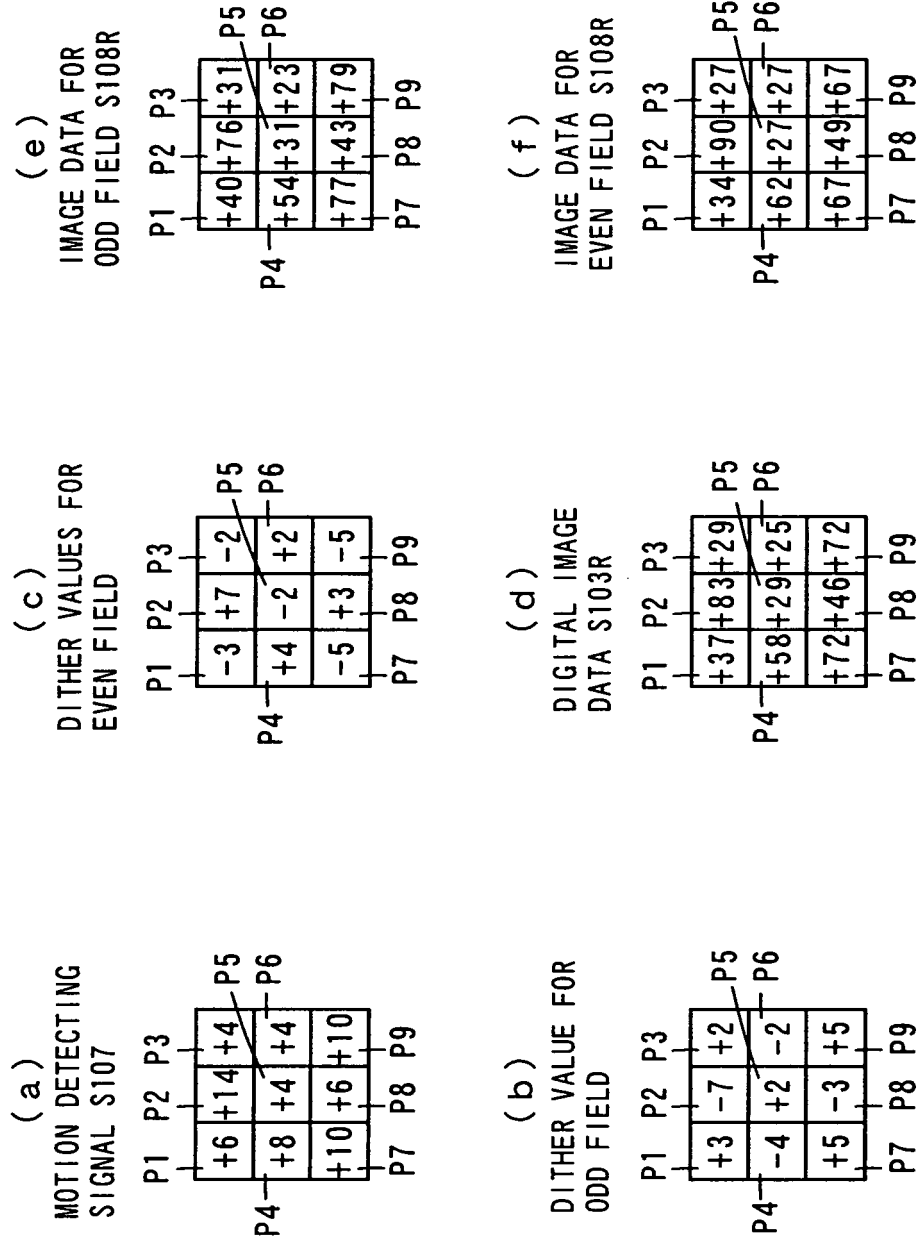 (a)
MOTION DETECTING
SIGNAL S107
P1 P2 P3
+6 +14 +4 P5
P4 +8 +4 +4 P6
+10 +6 +10
P7 P8 P9
(c)
DITHER VALUES FOR
EVEN FIELD
P1 P2 P3
-3 +7 -2 P5
P4 +4 -2 +2 P6
-5 +3 -5
P7 P8 P9
(e)
IMAGE DATA FOR
ODD FIELD S108R
P1 P2 P3
+40 +76 +31 P5
P4 +54 +31 +23 P6
+77 +43 +79
P7 P8 P9
(b)
DITHER VALUE FOR
ODD FIELD
P1 P2 P3
+3 -7 +2 P5
P4 -4 +2 -2 P6
+5 -3 +5
P7 P8 P9
(d)
DIGITAL IMAGE
DATA S103R
P1 P2 P3
+37 +83 +29 P5
P4 +58 +29 +25 P6
+72 +46 +72
P7 P8 P9
(f)
IMAGE DATA FOR
EVEN FIELD S108R
P1 P2 P3
+34 +90 +27 P5
P4 +62 +27 +27 P6
+67 +49 +67
P7 P8 P9